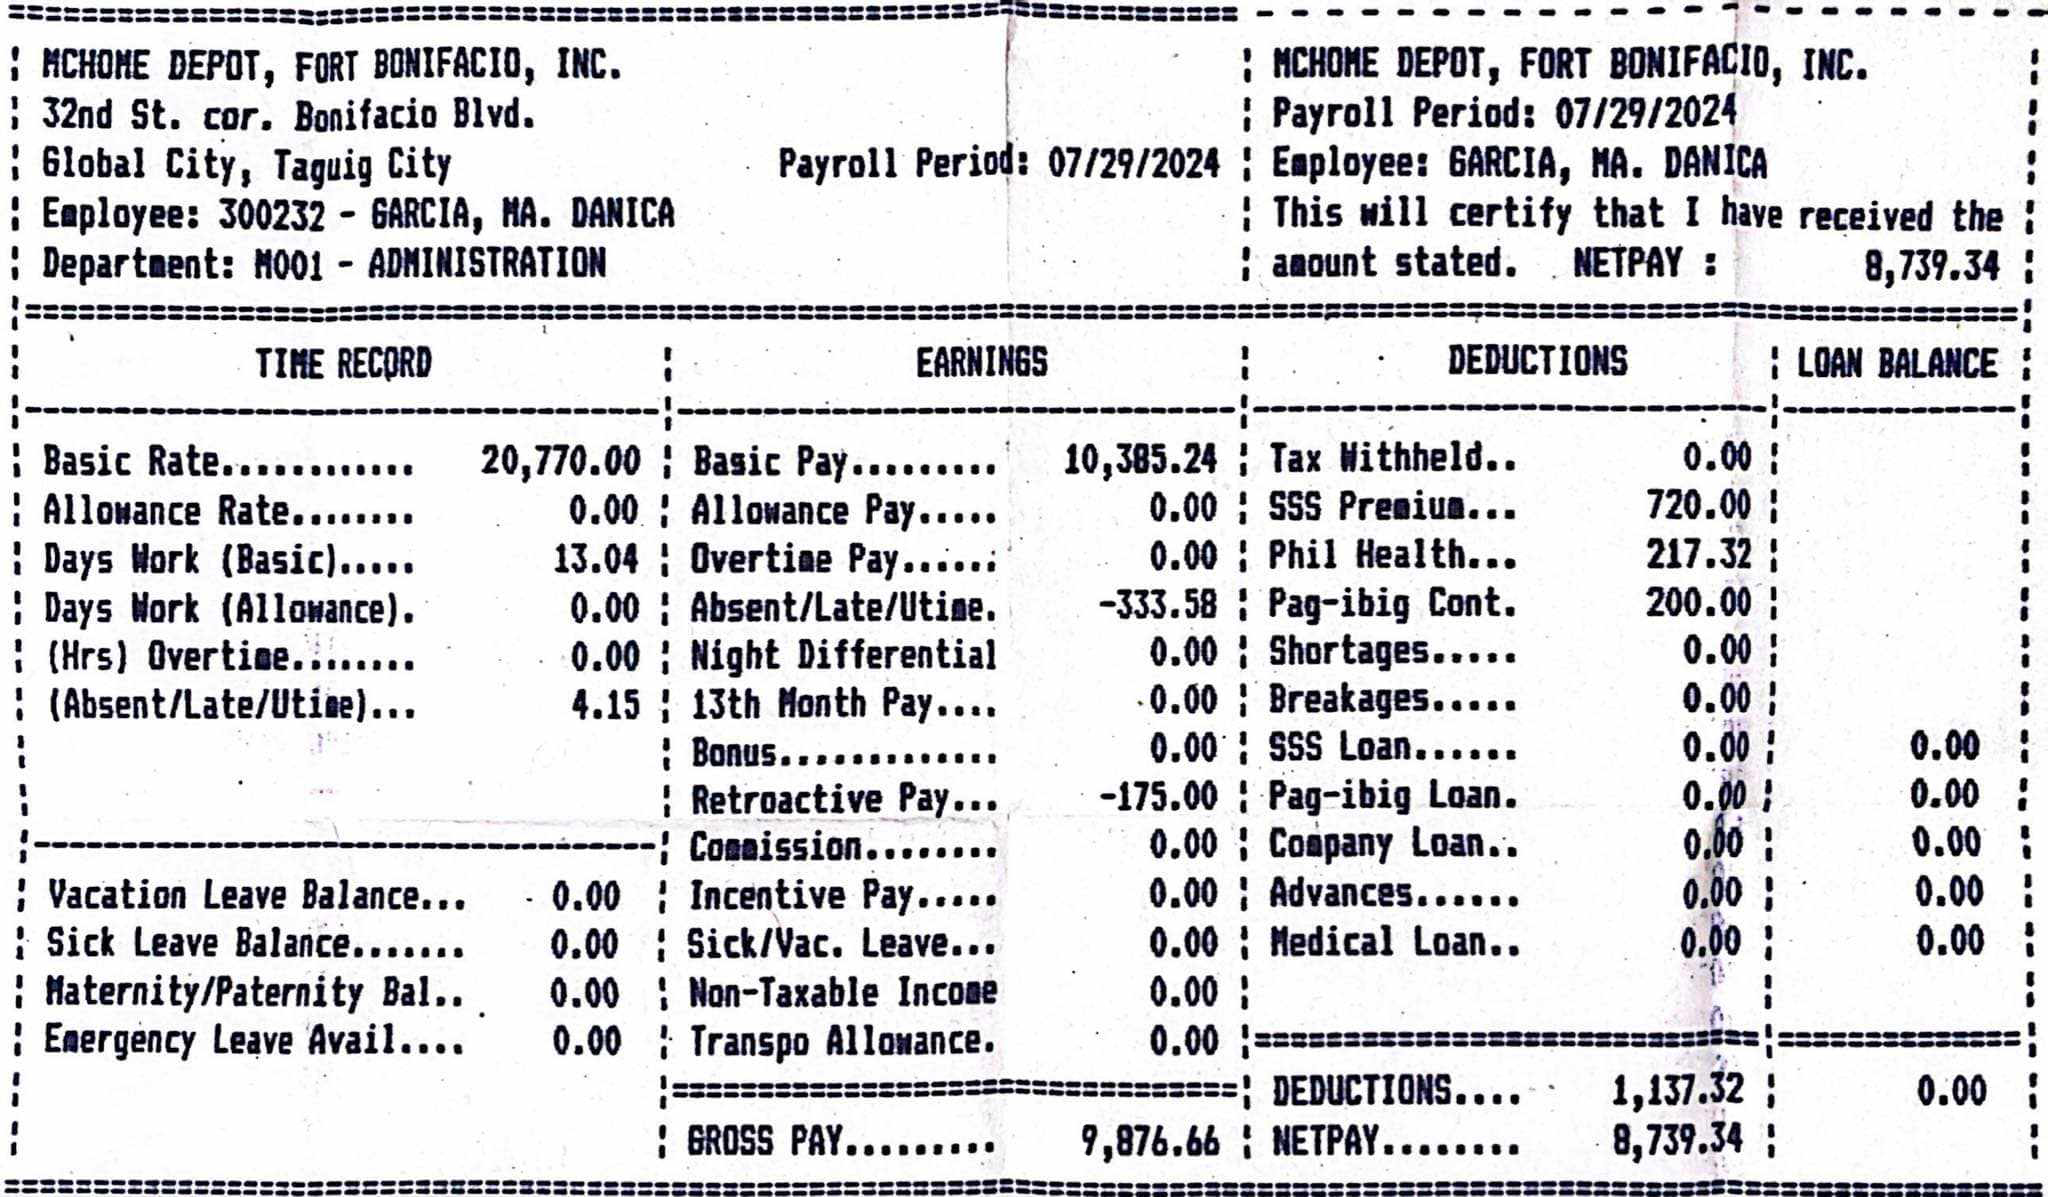 MCHOME DEPOT, FORT BONIFACIO, INC.
32nd St. cor. Bonifacio Blvd.
Global City, Taguig City Payroll Period: 07/29/2024
Employee: 300232 - GARCIA, MA. DANICA
Department: M001 - ADMINISTRATION
MCHOME DEPOT, FORT BONIFACIO, INC.
Payroll Period: 07/29/2024
Employee: GARCIA, MA. DANICA
This will certify that I have received the
amount stated. NETPAY : 8,739.34
TIME RECORD
Basic Rate............ 20,770.00
Allowance Rate........ 0.00
Days Work (Basic)..... 13.04
Days Work (Allowance). 0.00
(Hrs) Overtime........ 0.00
(Absent/Late/Utime)... 4.15
Vacation Leave Balance... 0.00
Sick Leave Balance....... 0.00
Maternity/Paternity Bal.. 0.00
Emergency Leave Avail.... 0.00
EARNINGS
Basic Pay......... 10,385.24
Allowance Pay..... 0.00
Overtime Pay...... 0.00
Absent/Late/Utime. -333.58
Night Differential 0.00
13th Month Pay.... 0.00
Bonus............. 0.00
Retroactive Pay... -175.00
Commission........ 0.00
Incentive Pay..... 0.00
Sick/Vac. Leave... 0.00
Non-Taxable Income 0.00
Transpo Allowance. 0.00
GROSS PAY......... 9,876.66
DEDUCTIONS LOAN BALANCE
Tax Withheld.. 0.00
SSS Premium... 720.00
Phil Health... 217.32
Pag-ibig Cont. 200.00
Shortages..... 0.00
Breakages..... 0.00
SSS Loan...... 0.00 0.00
Pag-ibig Loan. 0.00 0.00
Company Loan.. 0.00 0.00
Advances...... 0.00 0.00
Medical Loan.. 0.00 0.00
DEDUCTIONS.... 1,137.32 0.00
NETPAY........ 8,739.34